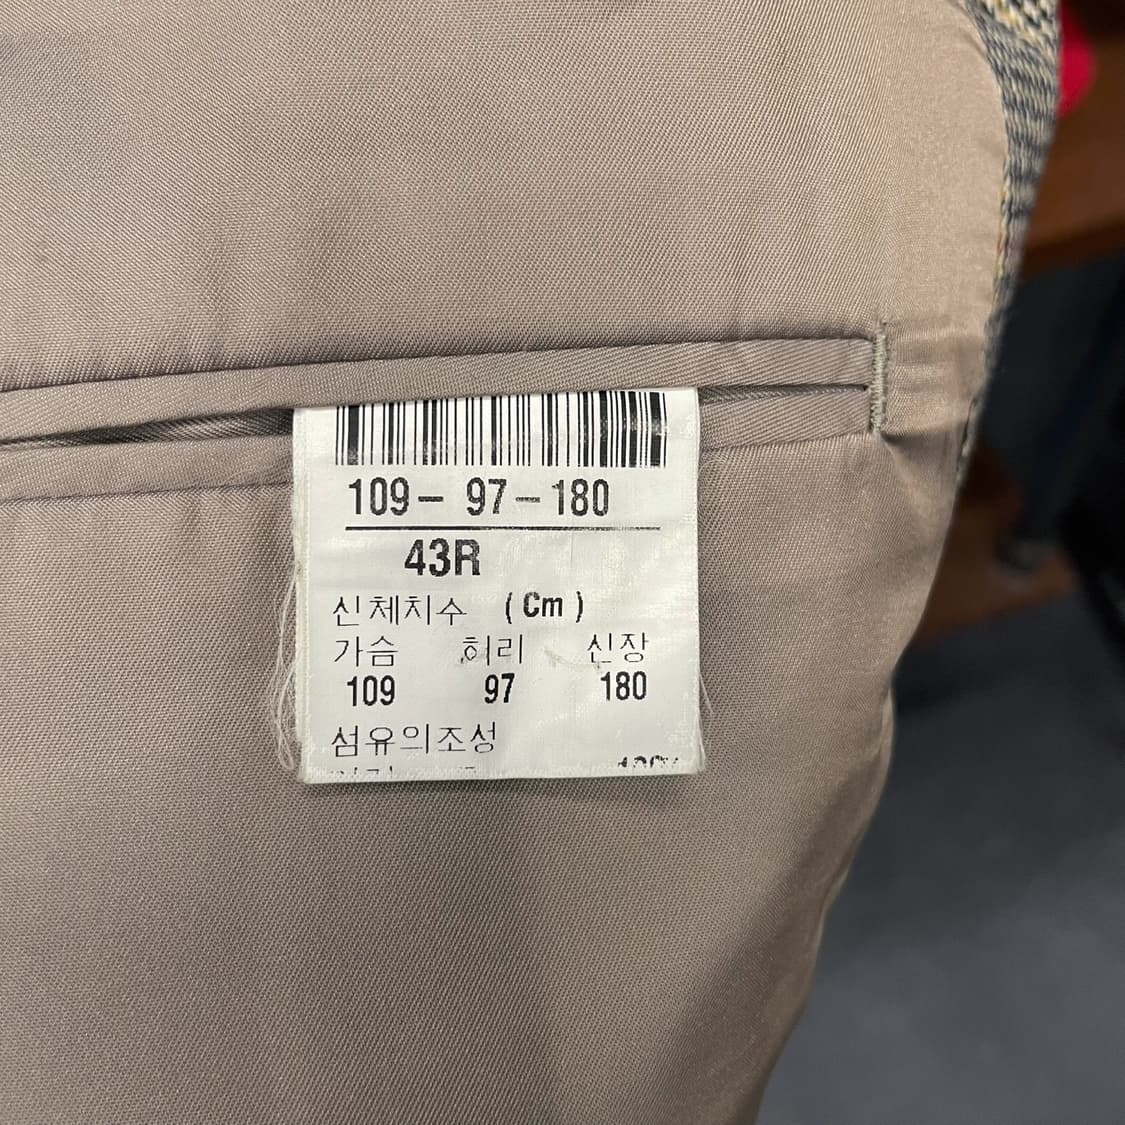 109- 97-180
43R
신체치수 (Cm)
가슴 허리 신장
109 97 180
섬유의조성